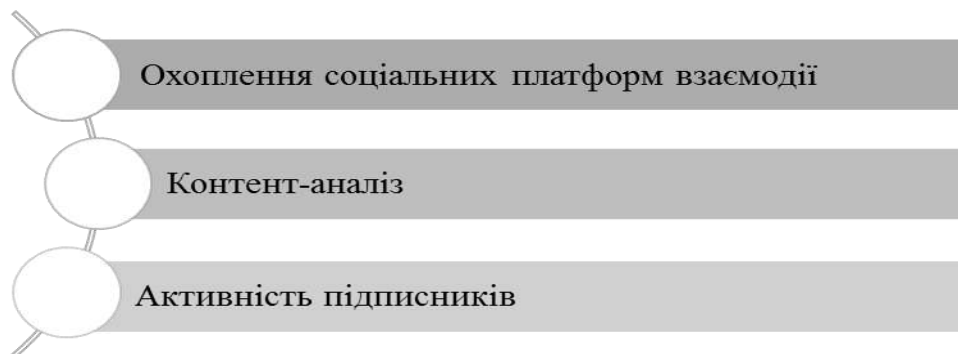 Охоплення соціальних платформ взаємодії
Контент-аналіз
Активність підписників